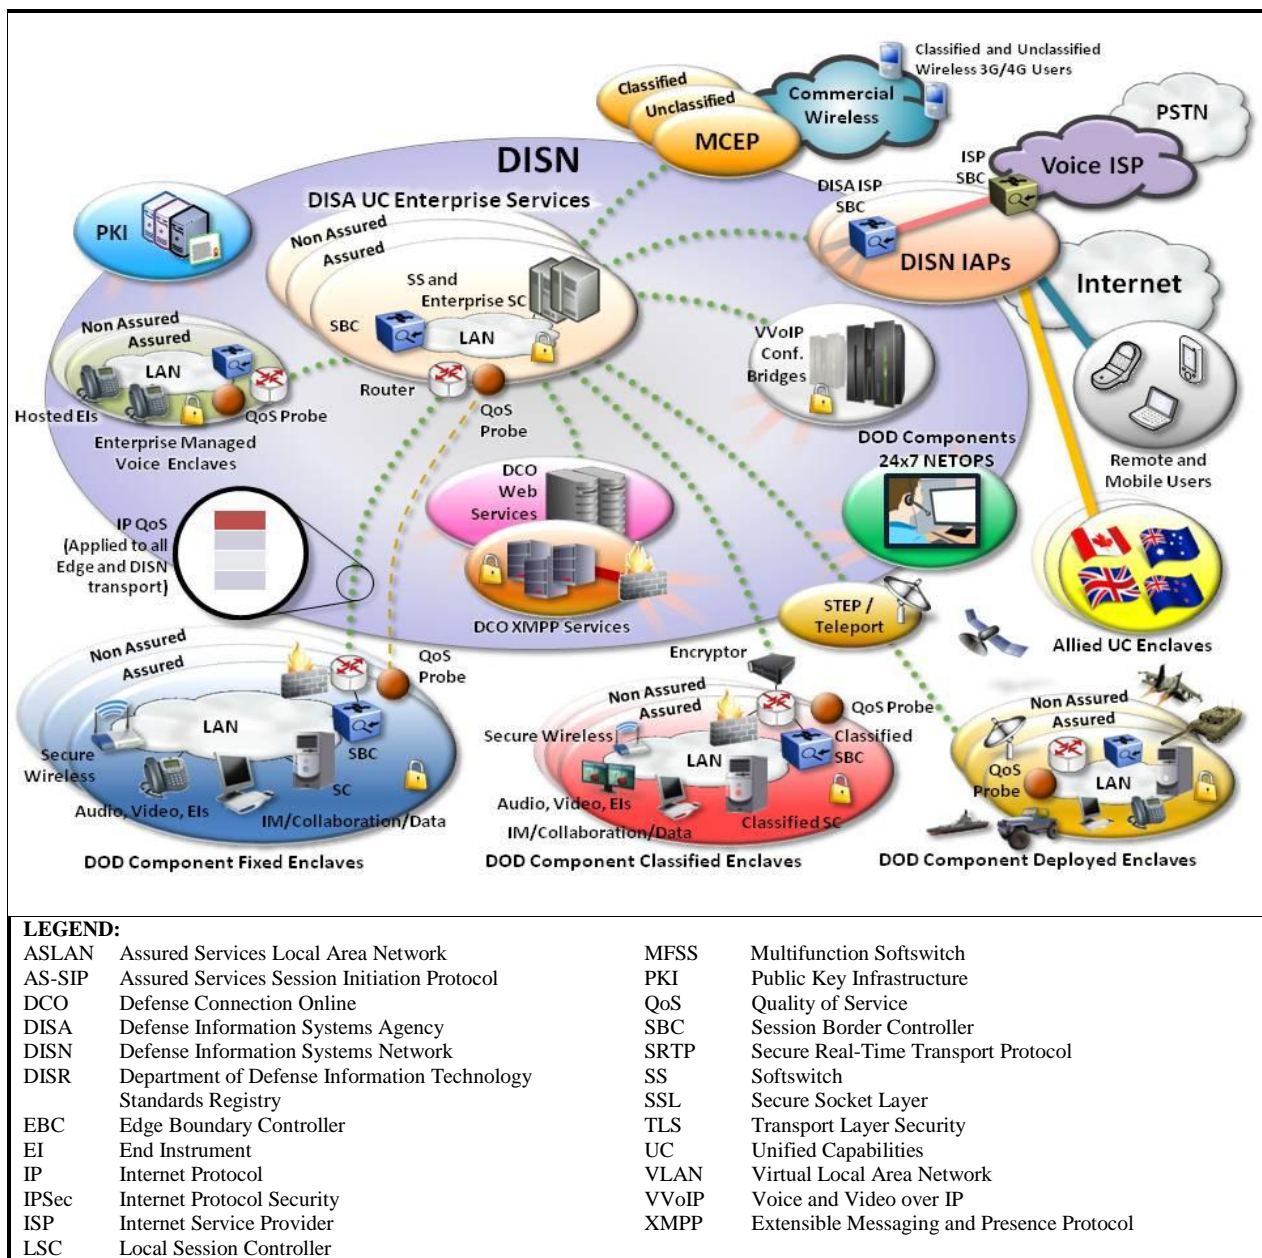 Classified and Unclassified
Wireless 3G/4G Users
Classified
Unclassified
MCEP
Commercial
Wireless
PSTN
Voice ISP
ISP
SBC
DISN
DISA UC Enterprise Services
Non Assured
Assured
SS and
Enterprise SC
SBC
LAN
Router
QoS
Probe
PKI
DISA ISP
SBC
DISN IAPs
Internet
Non Assured
Assured
LAN
Hosted EIs
QoS Probe
Enterprise Managed
Voice Enclaves
VVoIP
Conf.
Bridges
DOD Components
24x7 NETOPS
Remote and
Mobile Users
DCO
Web
Services
DCO XMPP Services
IP QoS
(Applied to all
Edge and DISN
transport)
STEP /
Teleport
Allied UC Enclaves
Non Assured
Assured
QoS
Probe
LAN
SBC
Secure
Wireless
SC
Audio, Video, EIs
IM/Collaboration/Data
DOD Component Fixed Enclaves
Encryptor
Non Assured
Assured
QoS Probe
Secure Wireless
Classified
SBC
LAN
Audio, Video, EIs
IM/Collaboration/Data
Classified SC
DOD Component Classified Enclaves
Non Assured
Assured
QoS
Probe
LAN
DOD Component Deployed Enclaves
LEGEND:
ASLAN Assured Services Local Area Network
AS-SIP Assured Services Session Initiation Protocol
DCO Defense Connection Online
DISA Defense Information Systems Agency
DISN Defense Information Systems Network
DISR Department of Defense Information Technology
Standards Registry
EBC Edge Boundary Controller
EI End Instrument
IP Internet Protocol
IPSec Internet Protocol Security
ISP Internet Service Provider
LSC Local Session Controller
MFSS Multifunction Softswitch
PKI Public Key Infrastructure
QoS Quality of Service
SBC Session Border Controller
SRTP Secure Real-Time Transport Protocol
SS Softswitch
SSL Secure Socket Layer
TLS Transport Layer Security
UC Unified Capabilities
VLAN Virtual Local Area Network
VVoIP Voice and Video over IP
XMPP Extensible Messaging and Presence Protocol